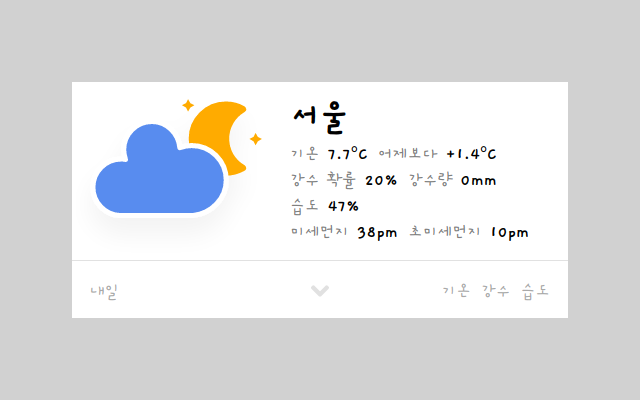 서울
기온 7.7°C 어제보다 +1.4°C
강수 확률 20% 강수량 0mm
습도 47%
미세먼지 38pm 초미세먼지 10pm
내일 기온 강수 습도